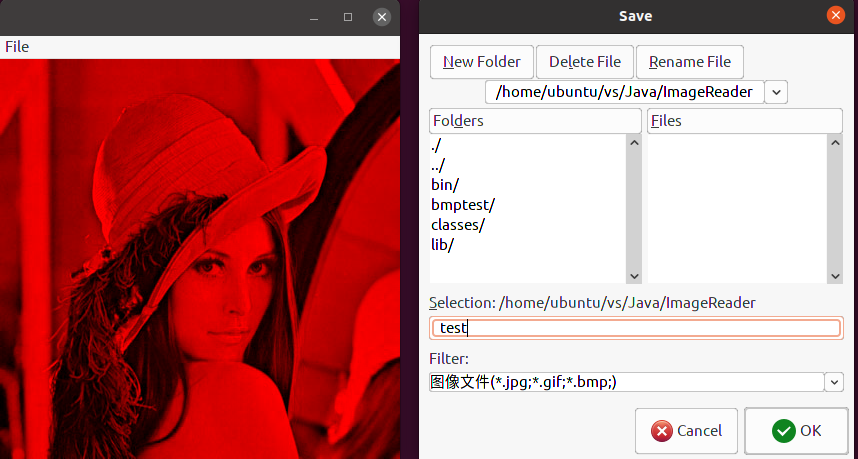 File
Save
New Folder
Delete File
Rename File
/home/ubuntu/vs/Java/ImageReader
Folders
Files
./
../
bin/
bmptest/
classes/
lib/
Selection: /home/ubuntu/vs/Java/ImageReader
test
Filter:
图像文件(*.jpg;*.gif;*.bmp;)
Cancel
OK